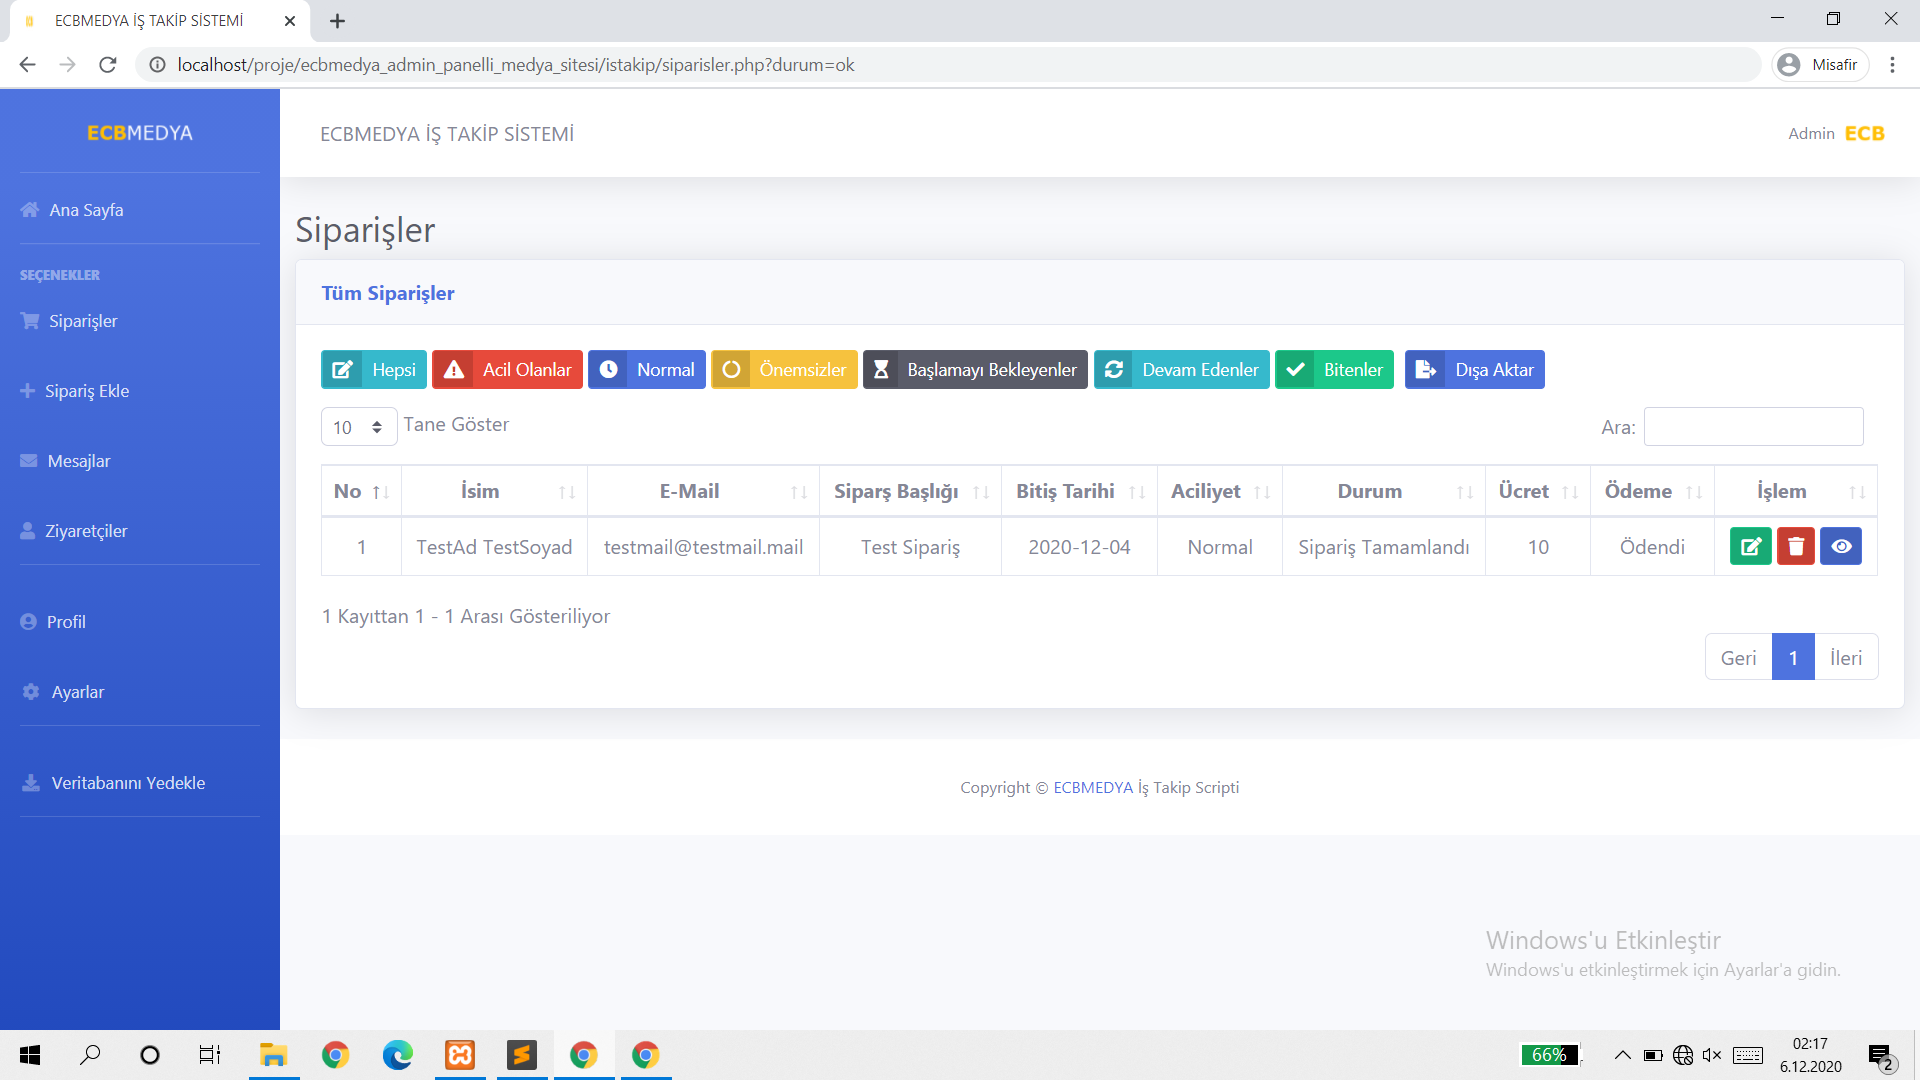 ECBMEDYA İŞ TAKİP SİSTEMİ
localhost/proje/ecbmedya_admin_panelli_medya_sitesi/istakip/siparisler.php?durum=ok
Misafir
ECBMEDYA
ECBMEDYA İŞ TAKİP SİSTEMİ
Admin ECB
Ana Sayfa
SEÇENEKLER
Siparişler
Sipariş Ekle
Mesajlar
Ziyaretçiler
Profil
Ayarlar
Veritabanını Yedekle
Siparişler
Tüm Siparişler
Hepsi Acil Olanlar Normal Önemsizler Başlamayı Bekleyenler Devam Edenler Bitenler Dışa Aktar
10 Tane Göster Ara:
No İsim E-Mail Siparş Başlığı Bitiş Tarihi Aciliyet Durum Ücret Ödeme İşlem
1 TestAd TestSoyad testmail@testmail.mail Test Sipariş 2020-12-04 Normal Sipariş Tamamlandı 10 Ödendi
1 Kayıttan 1 - 1 Arası Gösteriliyor
Geri 1 İleri
Copyright © ECBMEDYA İş Takip Scripti
Windows'u Etkinleştir
Windows'u etkinleştirmek için Ayarlar'a gidin.
66%
02:17
6.12.2020
2